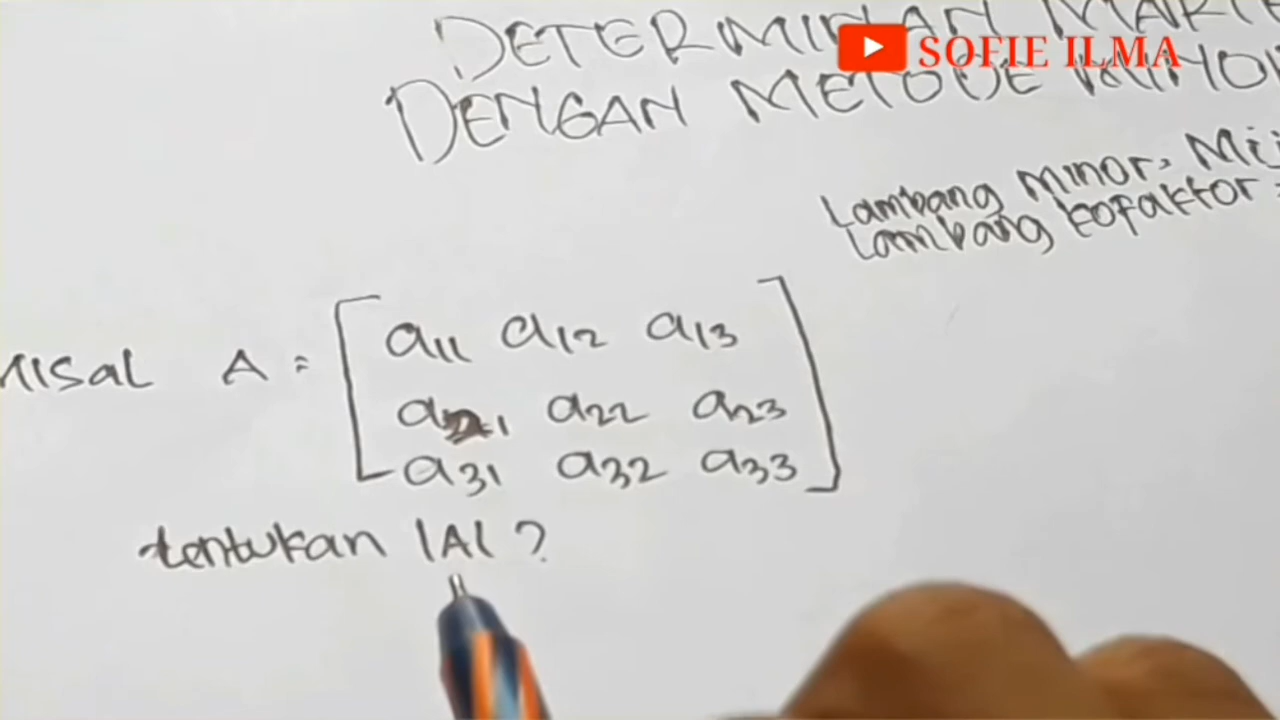 DETERMINAN
SOFIE ILMA
DENGAN METODE
Lambang Minor = Mij
Lambang kofaktor =
A = [ a11 a12 a13
a21 a22 a23
a31 a32 a33 ]
tentukan |A| ?